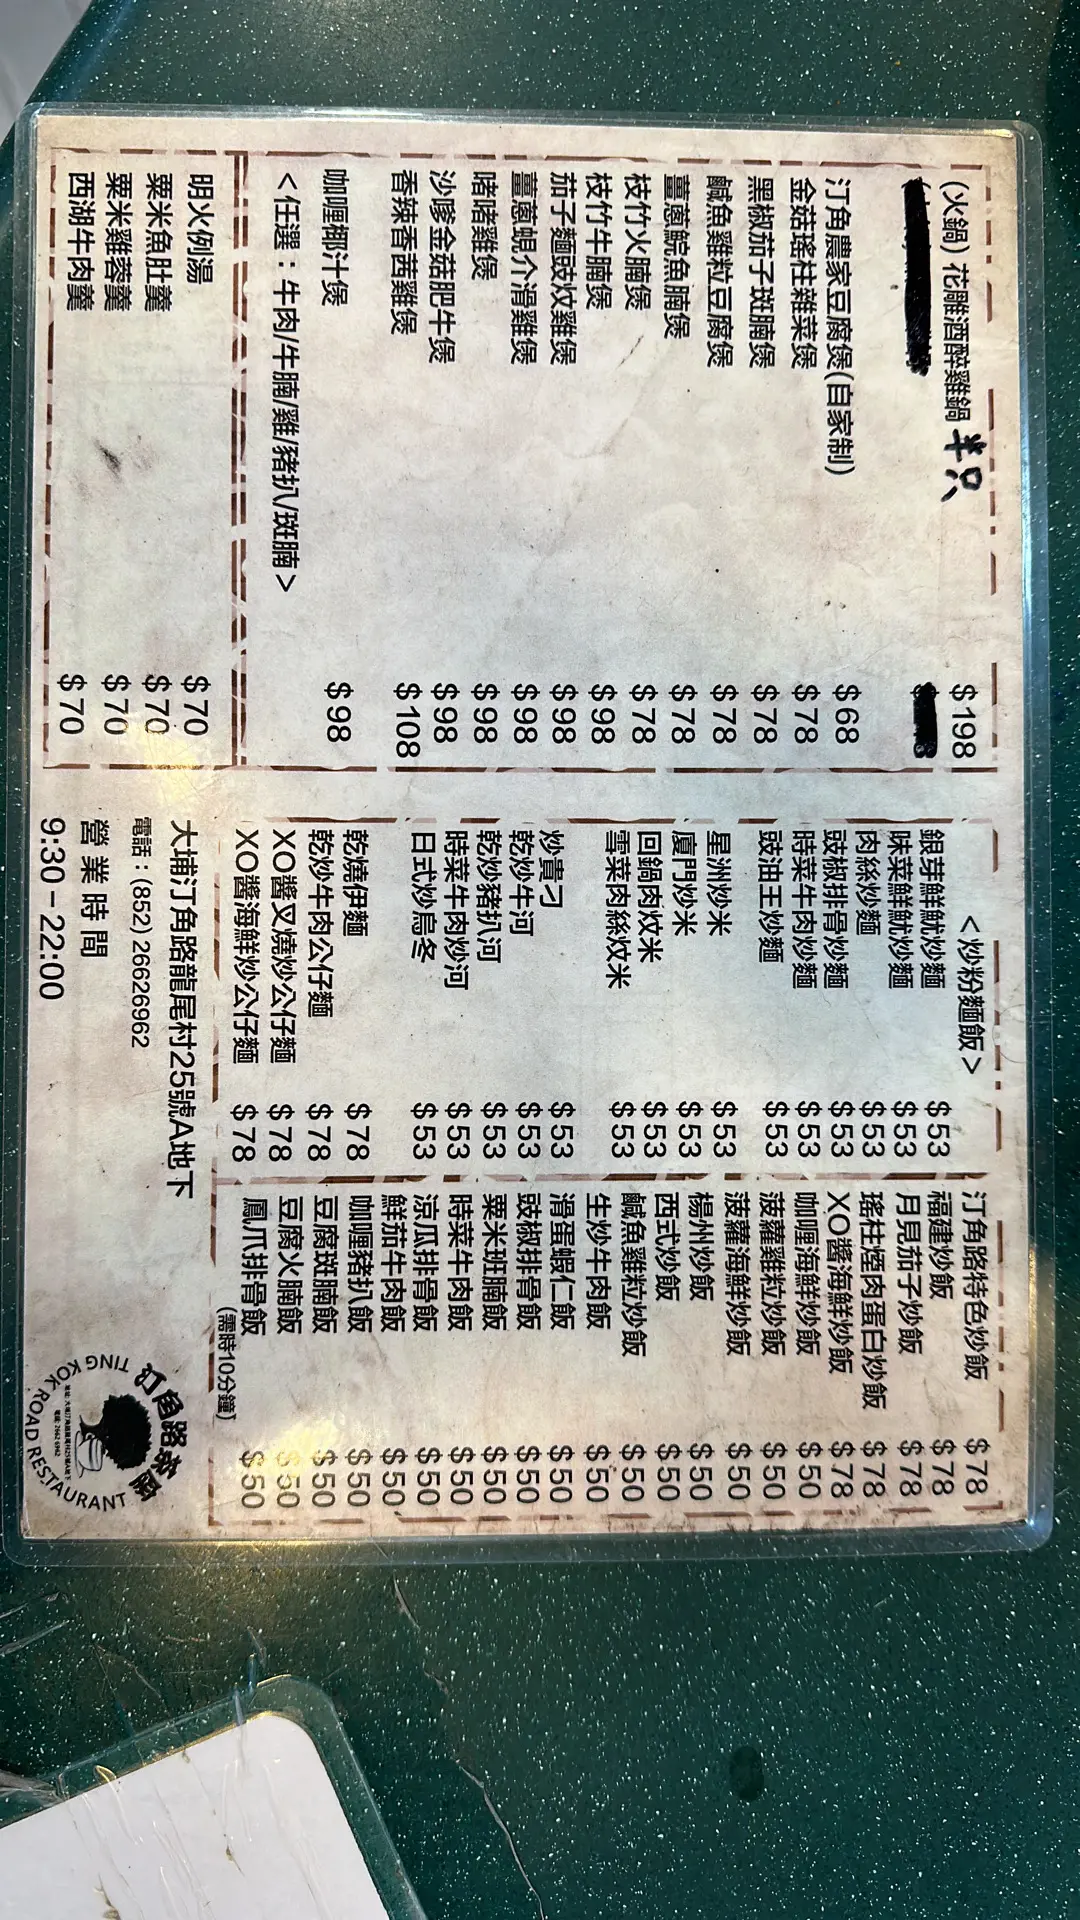 (火鍋) 花雕酒醉雞鍋 半只 $198
汀角農家豆腐煲(自家制) $68
金菇瑤柱雜菜煲 $78
黑椒茄子斑腩煲 $78
鹹魚雞粒豆腐煲 $78
薑蔥鯇魚腩煲 $78
枝竹火腩煲 $78
枝竹牛腩煲 $98
茄子麵豉炆雞煲 $98
薑蔥蜆介滑雞煲 $98
啫啫雞煲 $98
沙嗲金菇肥牛煲 $98
香辣香茜雞煲 $108
咖喱椰汁煲 $98
<任選：牛肉/牛腩/雞/豬扒/斑腩>
明火例湯 $70
粟米魚肚羹 $70
粟米雞蓉羹 $70
西湖牛肉羹 $70
<炒粉麵飯>
銀芽鮮魷炒麵 $53
味菜鮮魷炒麵 $53
肉絲炒麵 $53
豉椒排骨炒麵 $53
時菜牛肉炒麵 $53
豉油王炒麵 $53
星洲炒米 $53
廈門炒米 $53
回鍋肉炆米 $53
雪菜肉絲炆米 $53
炒貴刁 $53
乾炒牛河 $53
乾炒豬扒河 $53
時菜牛肉炒河 $53
日式炒烏冬 $53
乾燒伊麵 $78
乾炒牛肉公仔麵 $78
XO醬叉燒炒公仔麵 $78
XO醬海鮮炒公仔麵 $78
汀角路特色炒飯 $78
福建炒飯 $78
月見茄子炒飯 $78
瑤柱煙肉蛋白炒飯 $78
XO醬海鮮炒飯 $78
咖喱海鮮炒飯 $50
菠蘿雞粒炒飯 $50
菠蘿海鮮炒飯 $50
楊州炒飯 $50
西式炒飯 $50
鹹魚雞粒炒飯 $50
生炒牛肉飯 $50
滑蛋蝦仁飯 $50
豉椒排骨飯 $50
粟米班腩飯 $50
時菜牛肉飯 $50
涼瓜排骨飯 $50
鮮茄牛肉飯 $50
咖喱豬扒飯 $50
豆腐斑腩飯 $50
豆腐火腩飯 $50
鳳爪排骨飯 $50
(需時10分鐘)
大埔汀角路龍尾村25號A地下
電話：(852) 26626962
營業時間
9:30－22:00
汀角路茶餐廳
TING KOK ROAD RESTAURANT